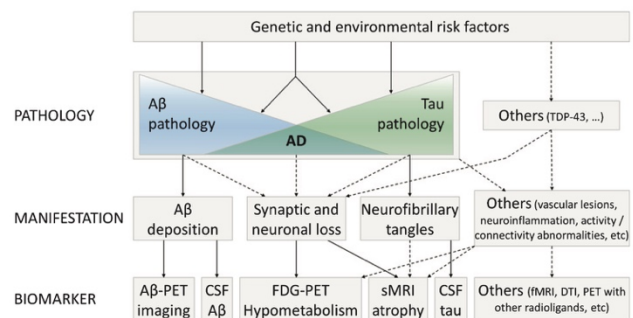 Genetic and environmental risk factors
PATHOLOGY
Aβ
pathology
Tau
pathology
AD
Others (TDP-43, ...)
MANIFESTATION
Aβ
deposition
Synaptic and
neuronal loss
Neurofibrillary
tangles
Others (vascular lesions,
neuroinflammation, activity /
connectivity abnormalities, etc)
BIOMARKER
Aβ-PET
imaging
CSF
Aβ
FDG-PET
Hypometabolism
sMRI
atrophy
CSF
tau
Others (fMRI, DTI, PET with
other radioligands, etc)